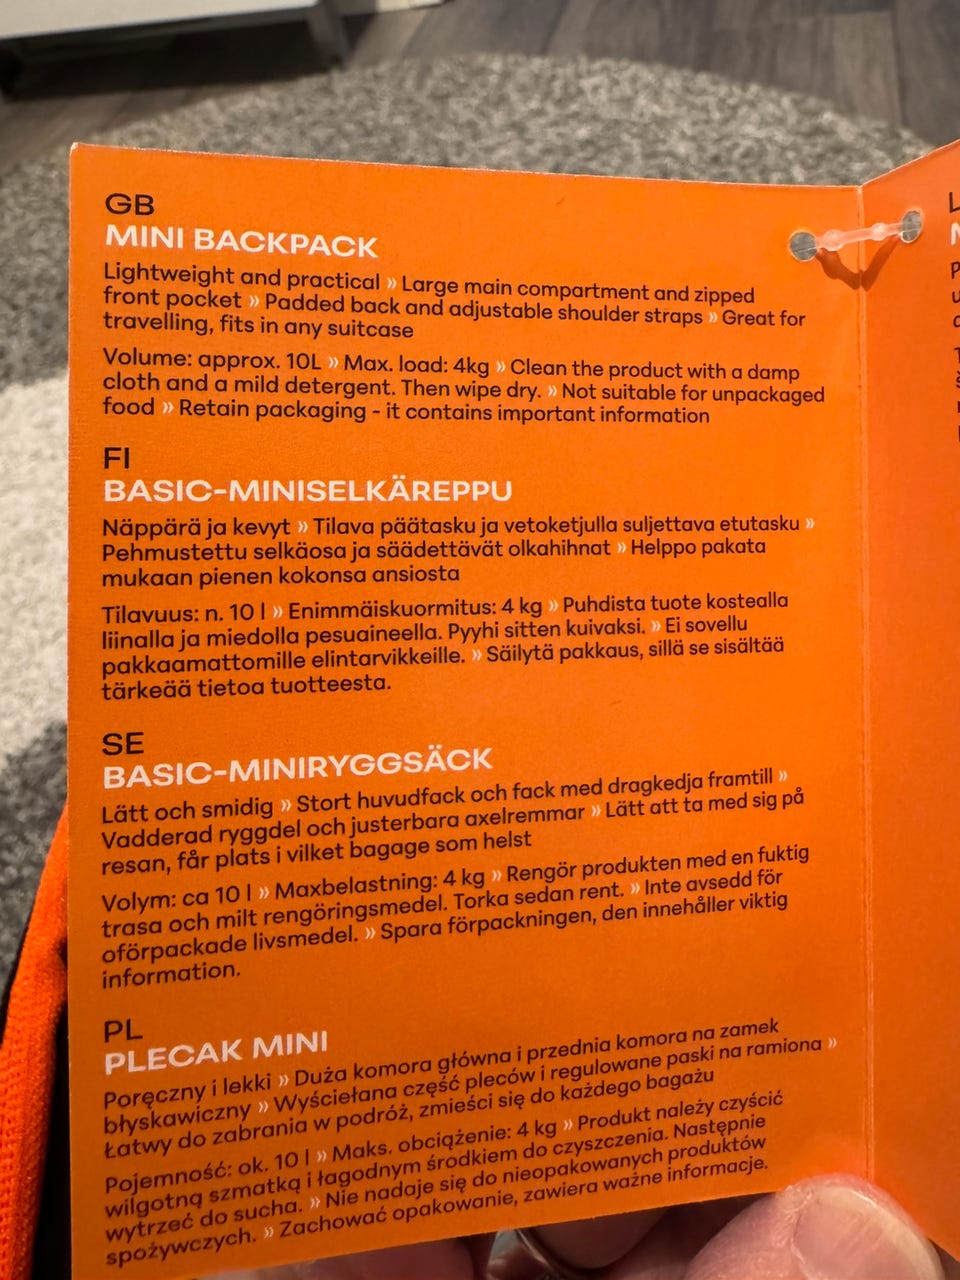 GB
MINI BACKPACK
Lightweight and practical » Large main compartment and zipped
front pocket » Padded back and adjustable shoulder straps » Great for
travelling, fits in any suitcase
Volume: approx. 10L » Max. load: 4kg » Clean the product with a damp
cloth and a mild detergent. Then wipe dry. » Not suitable for unpackaged
food » Retain packaging - it contains important information
FI
BASIC-MINISELKÄREPPU
Näppärä ja kevyt » Tilava päätasku ja vetoketjulla suljettava etutasku »
Pehmustettu selkäosa ja säädettävät olkahihnat » Helppo pakata
mukaan pienen kokonsa ansiosta
Tilavuus: n. 10 l » Enimmäiskuormitus: 4 kg » Puhdista tuote kostealla
liinalla ja miedolla pesuaineella. Pyyhi sitten kuivaksi. » Ei sovellu
pakkaamattomille elintarvikkeille. » Säilytä pakkaus, sillä se sisältää
tärkeää tietoa tuotteesta.
SE
BASIC-MINIRYGGSÄCK
Lätt och smidig » Stort huvudfack och fack med dragkedja framtill »
Vadderad ryggdel och justerbara axelremmar » Lätt att ta med sig på
resan, får plats i vilket bagage som helst
Volym: ca 10 l » Maxbelastning: 4 kg » Rengör produkten med en fuktig
trasa och milt rengöringsmedel. Torka sedan rent. » Inte avsedd för
oförpackade livsmedel. » Spara förpackningen, den innehåller viktig
information.
PL
PLECAK MINI
Poręczny i lekki » Duża komora główna i przednia komora na zamek
błyskawiczny » Wyściełana część pleców i regulowane paski na ramiona »
Łatwy do zabrania w podróż, zmieści się do każdego bagażu
Pojemność: ok. 10 l » Maks. obciążenie: 4 kg » Produkt należy czyścić
wilgotną szmatką i łagodnym środkiem do czyszczenia. Następnie
wytrzeć do sucha. » Nie nadaje się do nieopakowanych produktów
spożywczych. » Zachować opakowanie, zawiera ważne informacje.